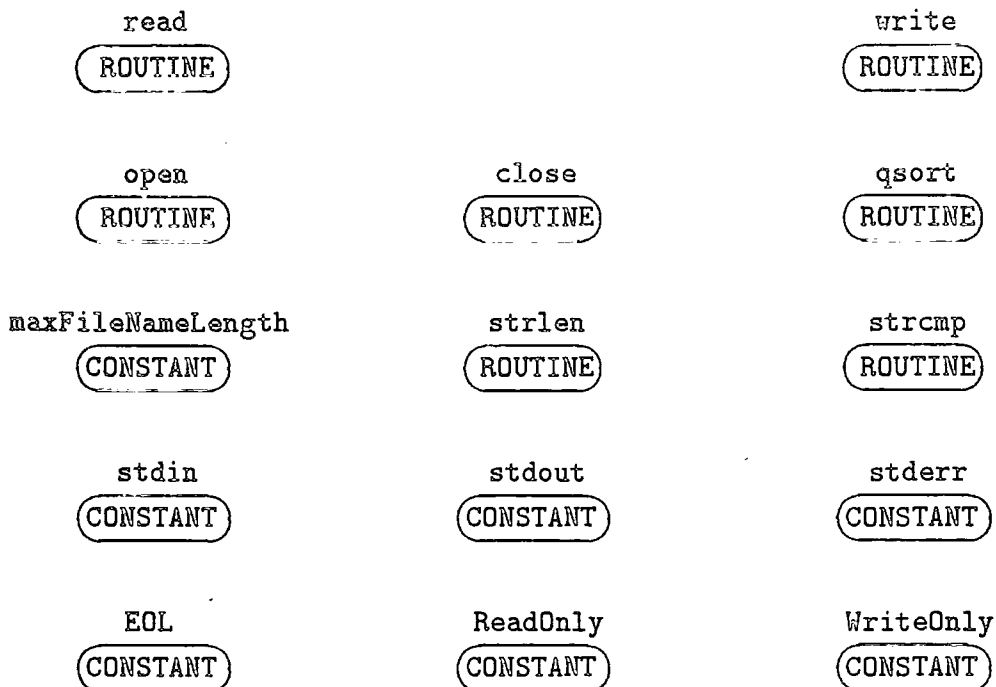 read write
ROUTINE ROUTINE
open close qsort
ROUTINE ROUTINE ROUTINE
maxFileNameLength strlen strcmp
CONSTANT ROUTINE ROUTINE
stdin stdout stderr
CONSTANT CONSTANT CONSTANT
EOL ReadOnly WriteOnly
CONSTANT CONSTANT CONSTANT